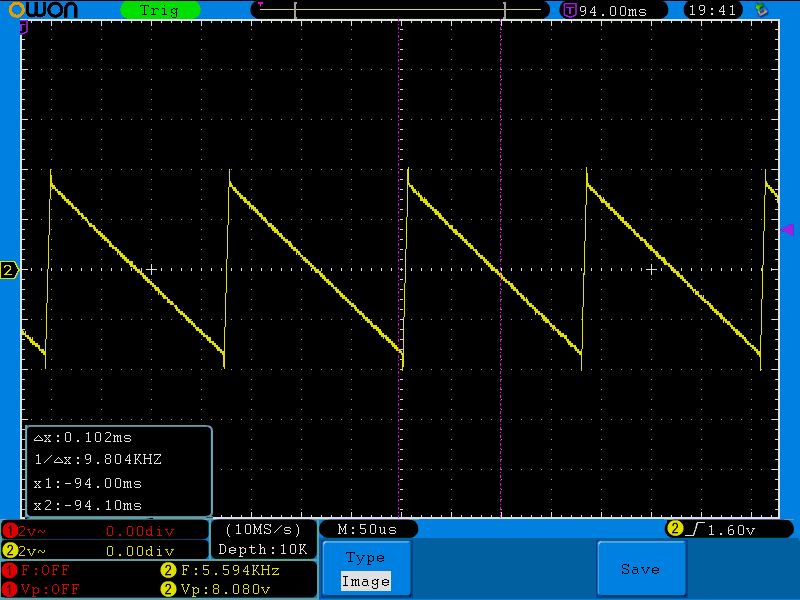 OWON Trig T 94.00ms 19:41
2
△x:0.102ms
1/△x:9.804KHZ
x1:-94.00ms
x2:-94.10ms
1 2v~ 0.00div (10MS/s) M:50us 2 1.60v
2 2v~ 0.00div Depth:10K
1 F:OFF 2 F:5.594KHz Type Save
1 Vp:OFF 2 Vp:8.080v Image